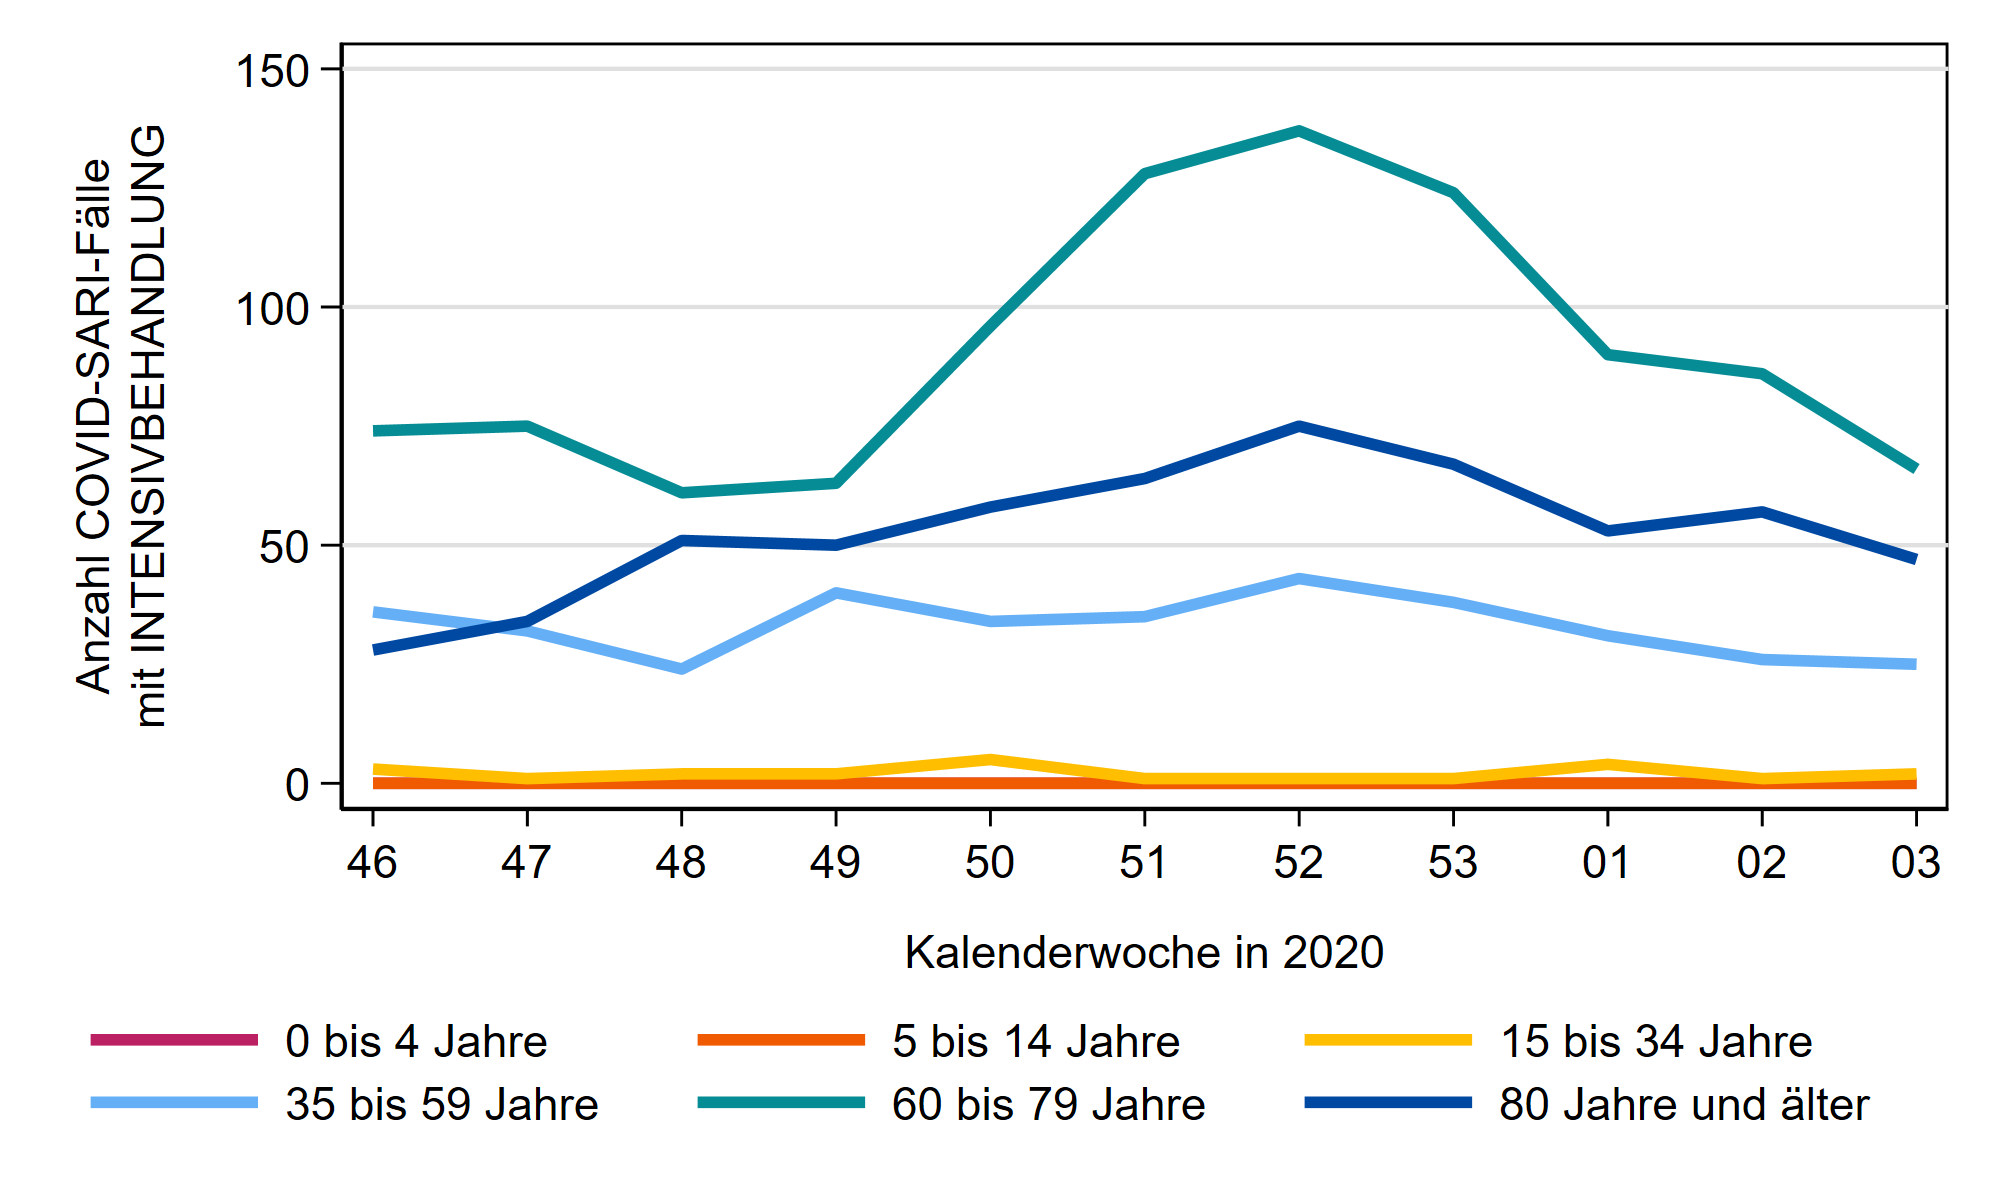 Anzahl COVID-SARI-Fälle
mit INTENSIVBEHANDLUNG
150
100
50
0
46 47 48 49 50 51 52 53 01 02 03
Kalenderwoche in 2020
0 bis 4 Jahre 5 bis 14 Jahre 15 bis 34 Jahre
35 bis 59 Jahre 60 bis 79 Jahre 80 Jahre und älter